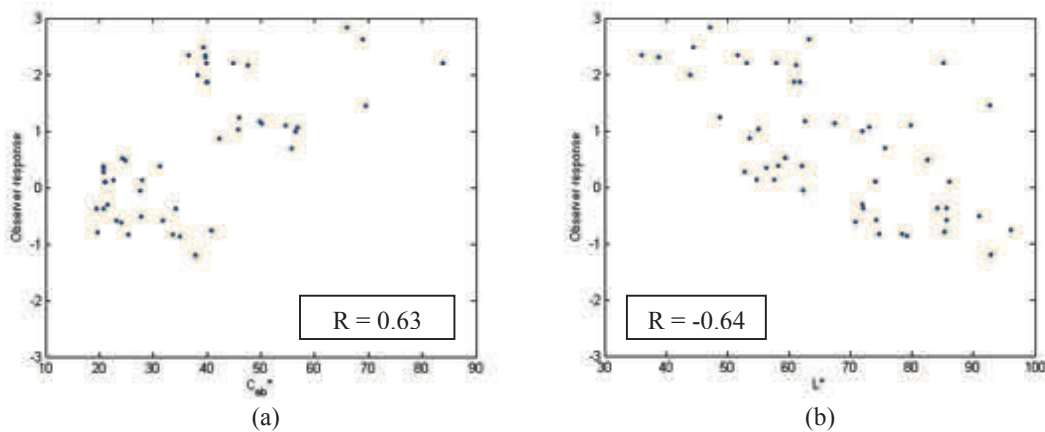 3
2
1
0
-1
-2
-3
Observer response
10 20 30 40 50 60 70 80 90
C_ab*
R = 0.63
(a)
3
2
1
0
-1
-2
-3
Observer response
30 40 50 60 70 80 90 100
L*
R = -0.64
(b)